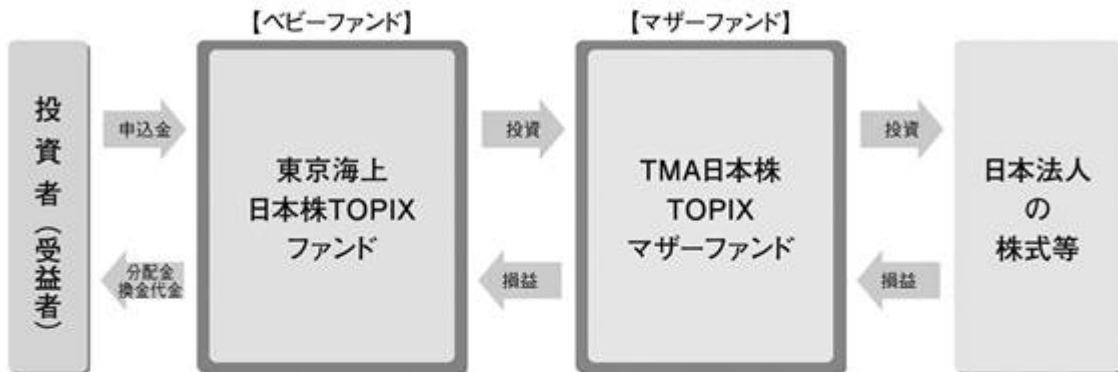 【ベビーファンド】
【マザーファンド】
投資者（受益者）
申込金
分配金
換金代金
東京海上
日本株TOPIX
ファンド
投資
損益
TMA日本株
TOPIX
マザーファンド
投資
損益
日本法人
の
株式等